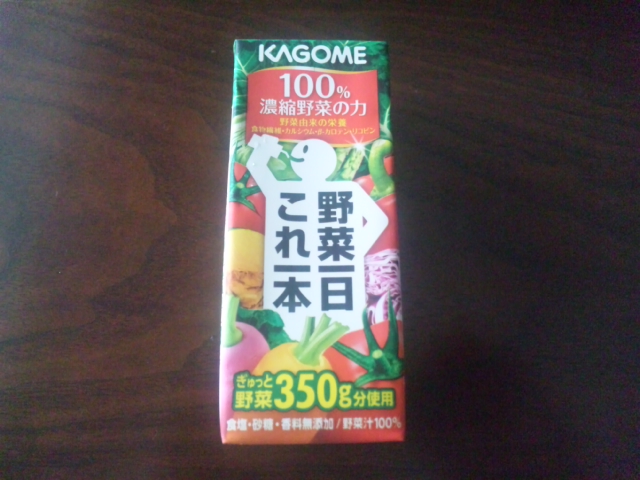 KAGOME
100%
濃縮野菜の力
野菜由来の栄養
食物繊維・カルシウム・β-カロテン・リコピン
野菜一日
これ一本
ぎゅっと
野菜350g分使用
食塩・砂糖・香料無添加/野菜汁100%